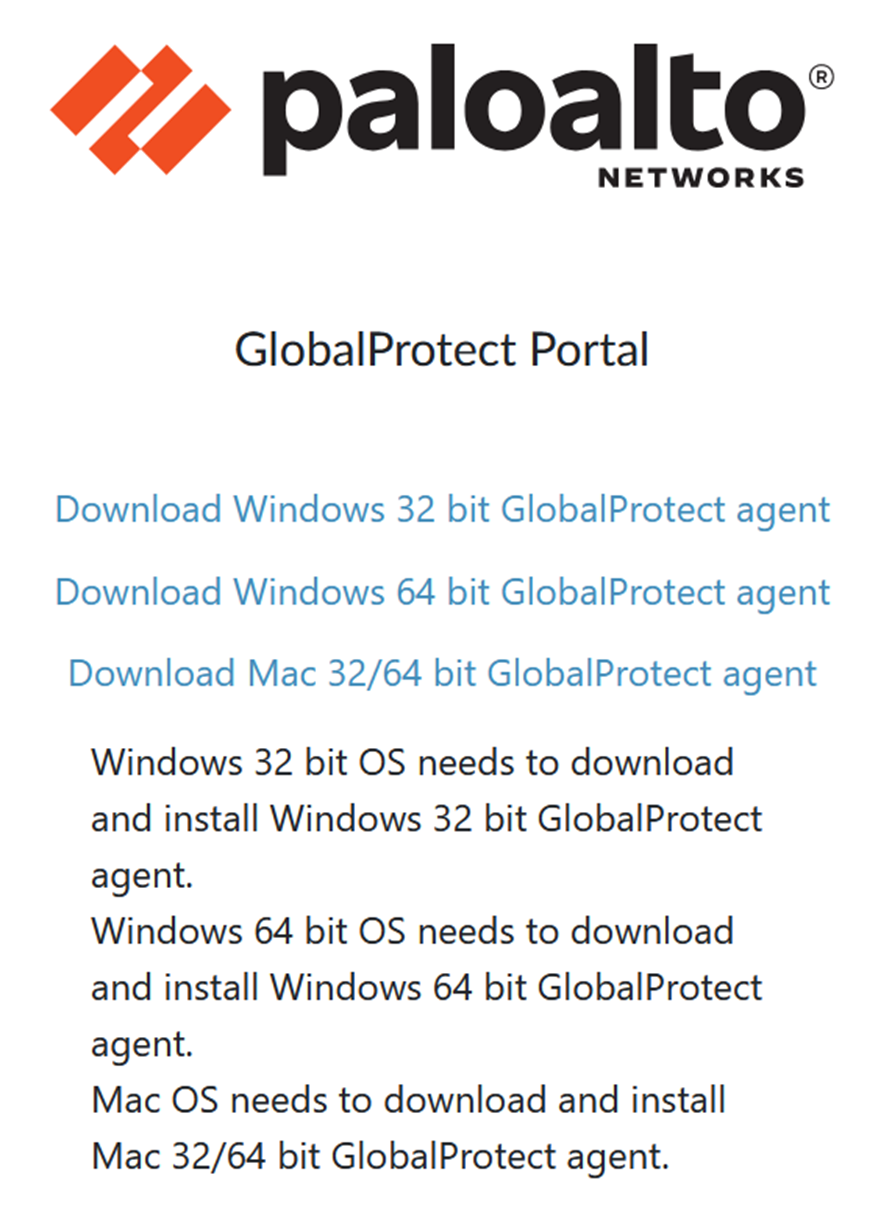 paloalto®
NETWORKS
GlobalProtect Portal
Download Windows 32 bit GlobalProtect agent
Download Windows 64 bit GlobalProtect agent
Download Mac 32/64 bit GlobalProtect agent
Windows 32 bit OS needs to download
and install Windows 32 bit GlobalProtect
agent.
Windows 64 bit OS needs to download
and install Windows 64 bit GlobalProtect
agent.
Mac OS needs to download and install
Mac 32/64 bit GlobalProtect agent.